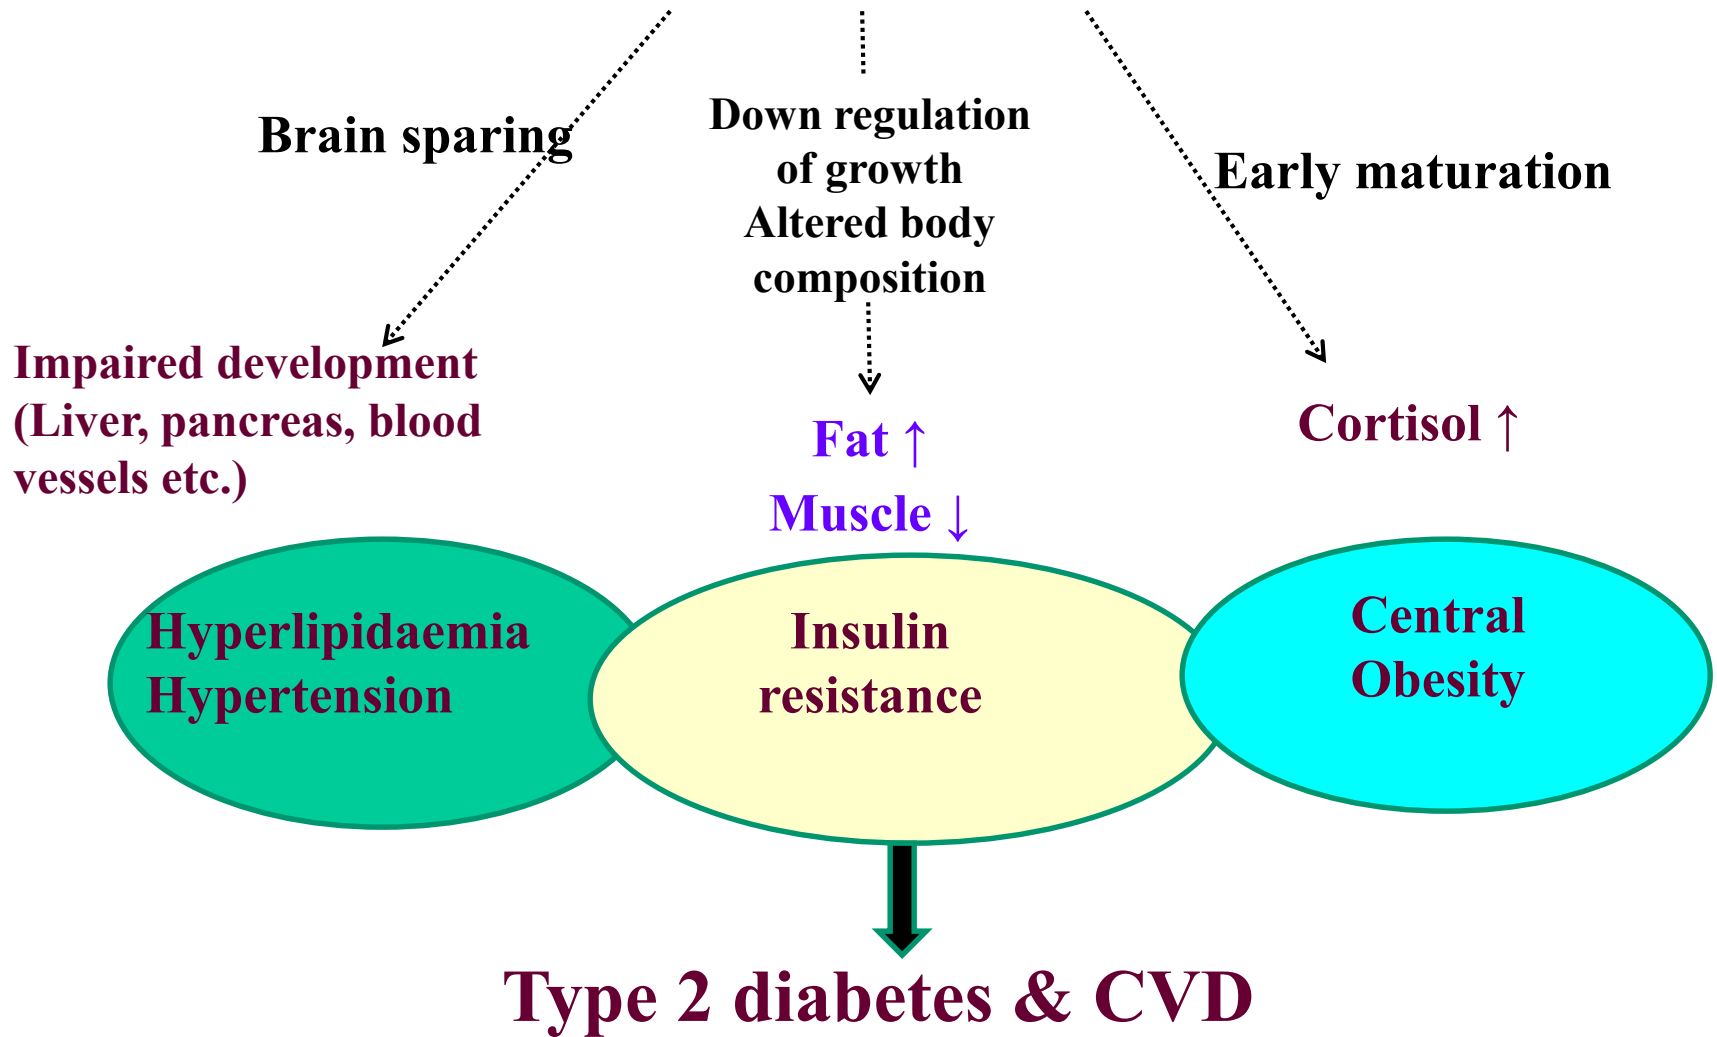 Brain sparing
Down regulation
of growth
Altered body
composition
Early maturation
Impaired development
(Liver, pancreas, blood
vessels etc.)
Fat ↑
Muscle ↓
Cortisol ↑
Hyperlipidaemia
Hypertension
Insulin
resistance
Central
Obesity
Type 2 diabetes & CVD